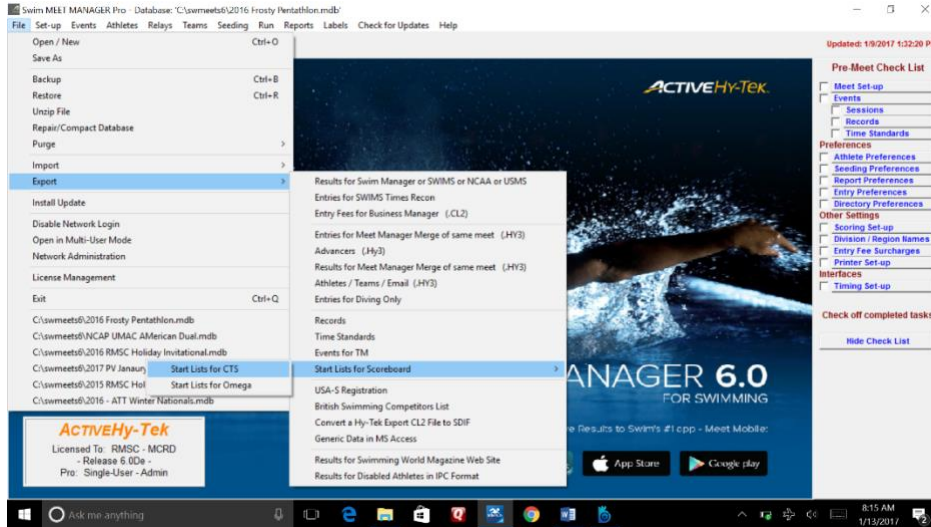 Swim MEET MANAGER Pro - Database: 'C:\swmeets6\2016 Frosty Pentathlon.mdb'
File Set-up Events Athletes Relays Teams Seeding Run Reports Labels Check for Updates Help
Open / New Ctrl+O
Save As
Backup Ctrl+B
Restore Ctrl+R
Unzip File
Repair/Compact Database
Purge
Import
Export
Install Update
Disable Network Login
Open in Multi-User Mode
Network Administration
License Management
Exit Ctrl+Q
C:\swmeets6\2016 Frosty Pentathlon.mdb
C:\swmeets6\NCAP UMAC AMerican Dual.mdb
C:\swmeets6\2016 RMSC Holiday Invitational.mdb
C:\swmeets6\2017 PV Janaury
C:\swmeets6\2015 RMSC Hol
C:\swmeets6\2016 - ATT Winter Nationals.mdb
Start Lists for CTS
Start Lists for Omega
Results for Swim Manager or SWIMS or NCAA or USMS
Entries for SWIMS Times Recon
Entry Fees for Business Manager (.CL2)
Entries for Meet Manager Merge of same meet (.HY3)
Advancers (.Hy3)
Results for Meet Manager Merge of same meet (.HY3)
Athletes / Teams / Email (.HY3)
Entries for Diving Only
Records
Time Standards
Events for TM
Start Lists for Scoreboard
USA-S Registration
British Swimming Competitors List
Convert a Hy-Tek Export CL2 File to SDIF
Generic Data in MS Access
Results for Swimming World Magazine Web Site
Results for Disabled Athletes in IPC Format
ACTIVEHy-Tek
Licensed To: RMSC - MCRD
- Release 6.0De -
Pro: Single-User - Admin
ACTIVEHY-TEK
ANAGER 6.0
FOR SWIMMING
e Results to Swim's #1 app - Meet Mobile:
App Store
Google play
Updated: 1/9/2017 1:32:20 P
Pre-Meet Check List
Meet Set-up
Events
Sessions
Records
Time Standards
Preferences
Athlete Preferences
Seeding Preferences
Report Preferences
Entry Preferences
Directory Preferences
Other Settings
Scoring Set-up
Division / Region Names
Entry Fee Surcharges
Printer Set-up
Interfaces
Timing Set-up
Check off completed tasks
Hide Check List
Ask me anything
8:15 AM
1/13/2017